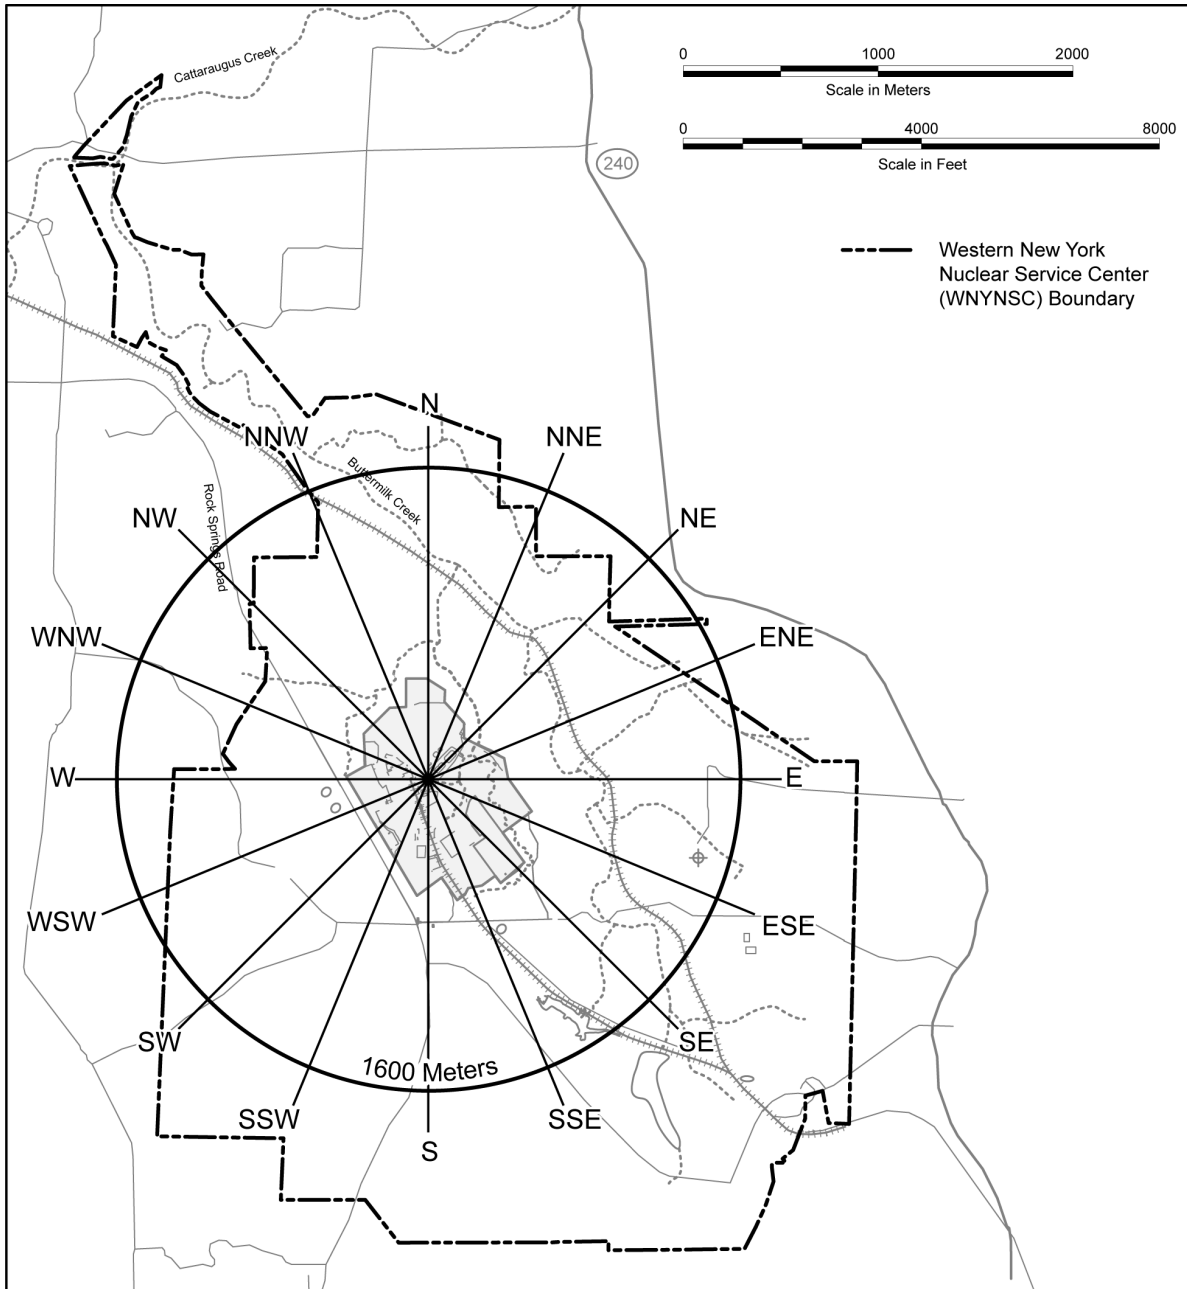 Cattaraugus Creek
0 1000 2000
Scale in Meters
0 4000 8000
Scale in Feet
240
Western New York
Nuclear Service Center
(WNYNSC) Boundary
N
NNW
NNE
Buttermilk Creek
Rock Springs Road
NW
NE
WNW
ENE
W
E
WSW
ESE
SW
SE
1600 Meters
SSW
SSE
S